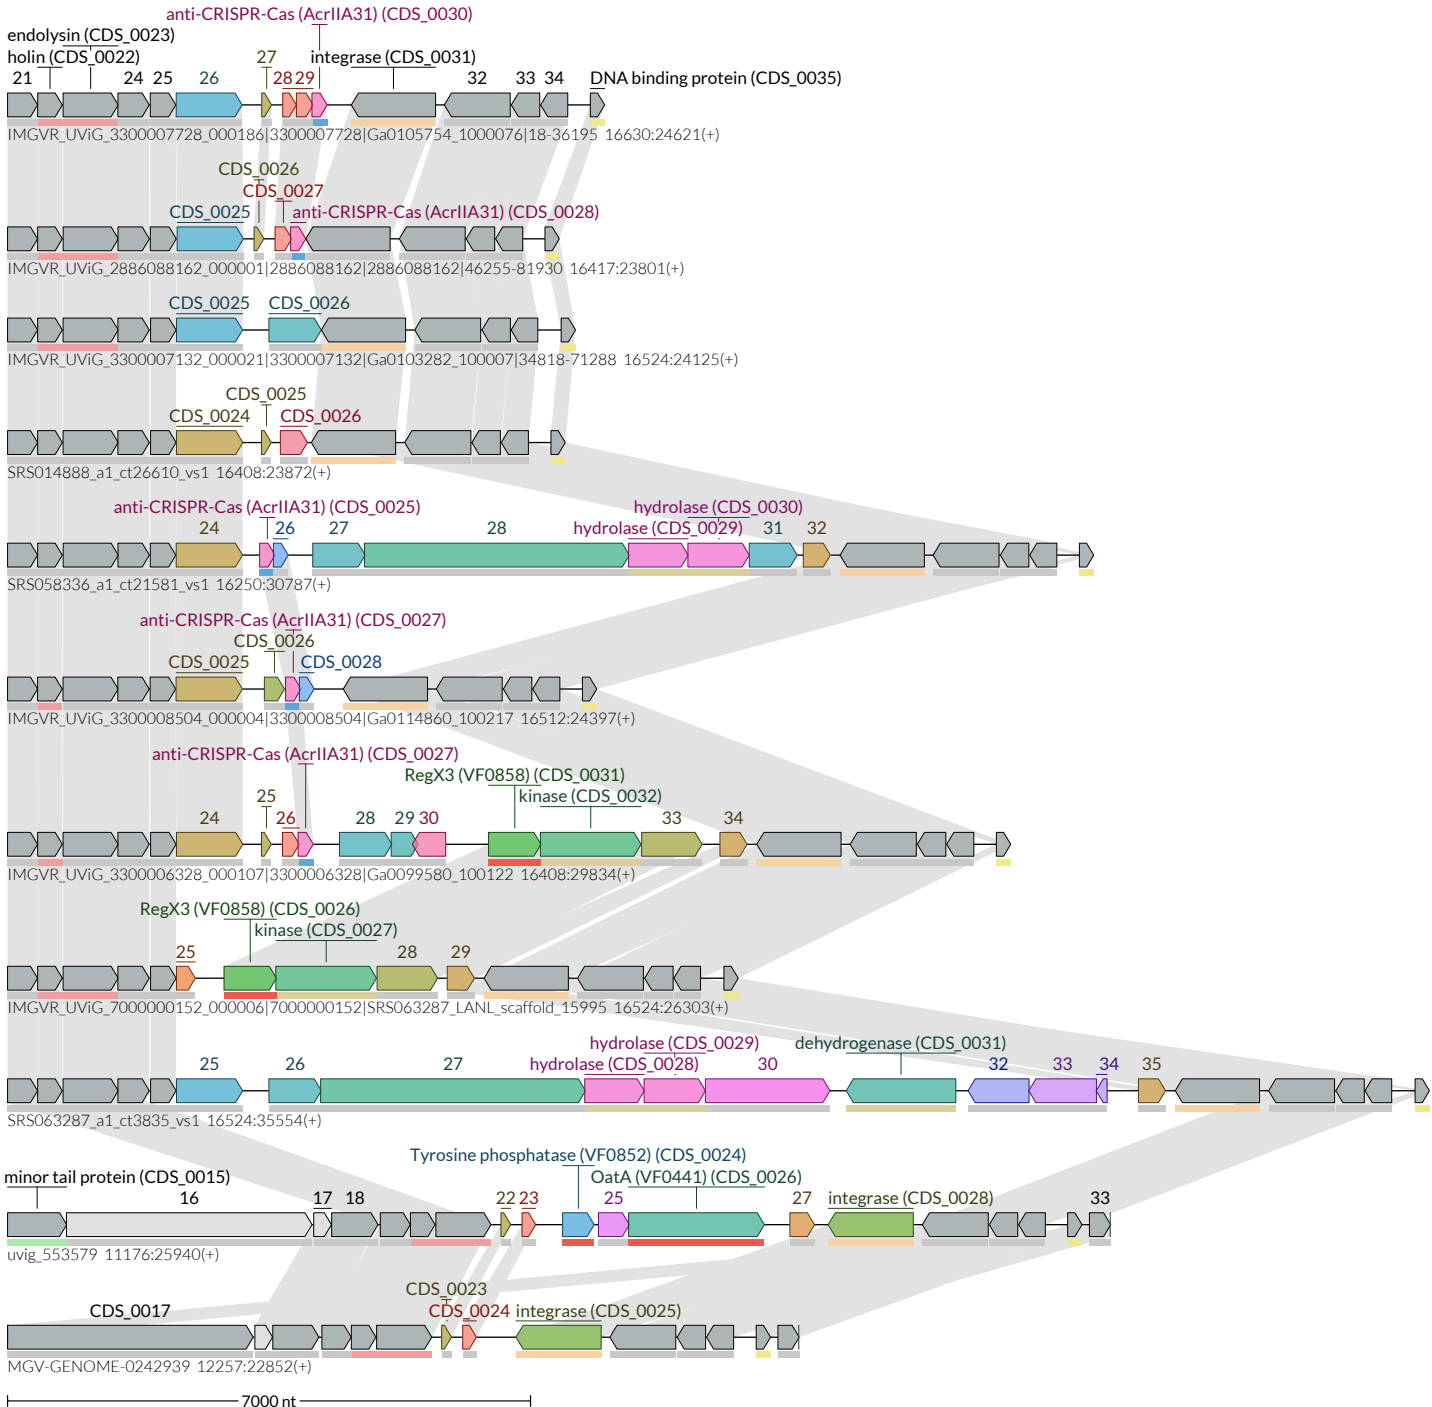 anti-CRISPR-Cas (AcrIIA31) (CDS_0030)
endolysin (CDS_0023)
holin (CDS_0022) 27 integrase (CDS_0031)
21 24 25 26 28 29 32 33 34 DNA binding protein (CDS_0035)
IMGVR_UViG_3300007728_000186|3300007728|Ga0105754_1000076|18-36195 16630:24621(+)
CDS_0026
CDS_0027
CDS_0025 anti-CRISPR-Cas (AcrIIA31) (CDS_0028)
IMGVR_UViG_2886088162_000001|2886088162|2886088162|46255-81930 16417:23801(+)
CDS_0025 CDS_0026
IMGVR_UViG_3300007132_000021|3300007132|Ga0103282_100007|34818-71288 16524:24125(+)
CDS_0025
CDS_0024 CDS_0026
SRS014888_a1_ct26610_vs1 16408:23872(+)
anti-CRISPR-Cas (AcrIIA31) (CDS_0025) hydrolase (CDS_0030)
24 26 27 28 hydrolase (CDS_0029) 31 32
SRS058336_a1_ct21581_vs1 16250:30787(+)
anti-CRISPR-Cas (AcrIIA31) (CDS_0027)
CDS_0026
CDS_0025 CDS_0028
IMGVR_UViG_3300008504_000004|3300008504|Ga0114860_100217 16512:24397(+)
anti-CRISPR-Cas (AcrIIA31) (CDS_0027)
RegX3 (VF0858) (CDS_0031)
25 kinase (CDS_0032)
24 26 28 29 30 33 34
IMGVR_UViG_3300006328_000107|3300006328|Ga0099580_100122 16408:29834(+)
RegX3 (VF0858) (CDS_0026)
kinase (CDS_0027)
25 28 29
IMGVR_UViG_7000000152_000006|7000000152|SRS063287_LANL_scaffold_15995 16524:26303(+)
hydrolase (CDS_0029) dehydrogenase (CDS_0031)
25 26 27 hydrolase (CDS_0028) 30 32 33 34 35
SRS063287_a1_ct3835_vs1 16524:35554(+)
Tyrosine phosphatase (VF0852) (CDS_0024)
minor tail protein (CDS_0015) OatA (VF0441) (CDS_0026)
16 17 18 22 23 25 27 integrase (CDS_0028) 33
uvig_553579 11176:25940(+)
CDS_0023
CDS_0017 CDS_0024 integrase (CDS_0025)
MGV-GENOME-0242939 12257:22852(+)
7000 nt